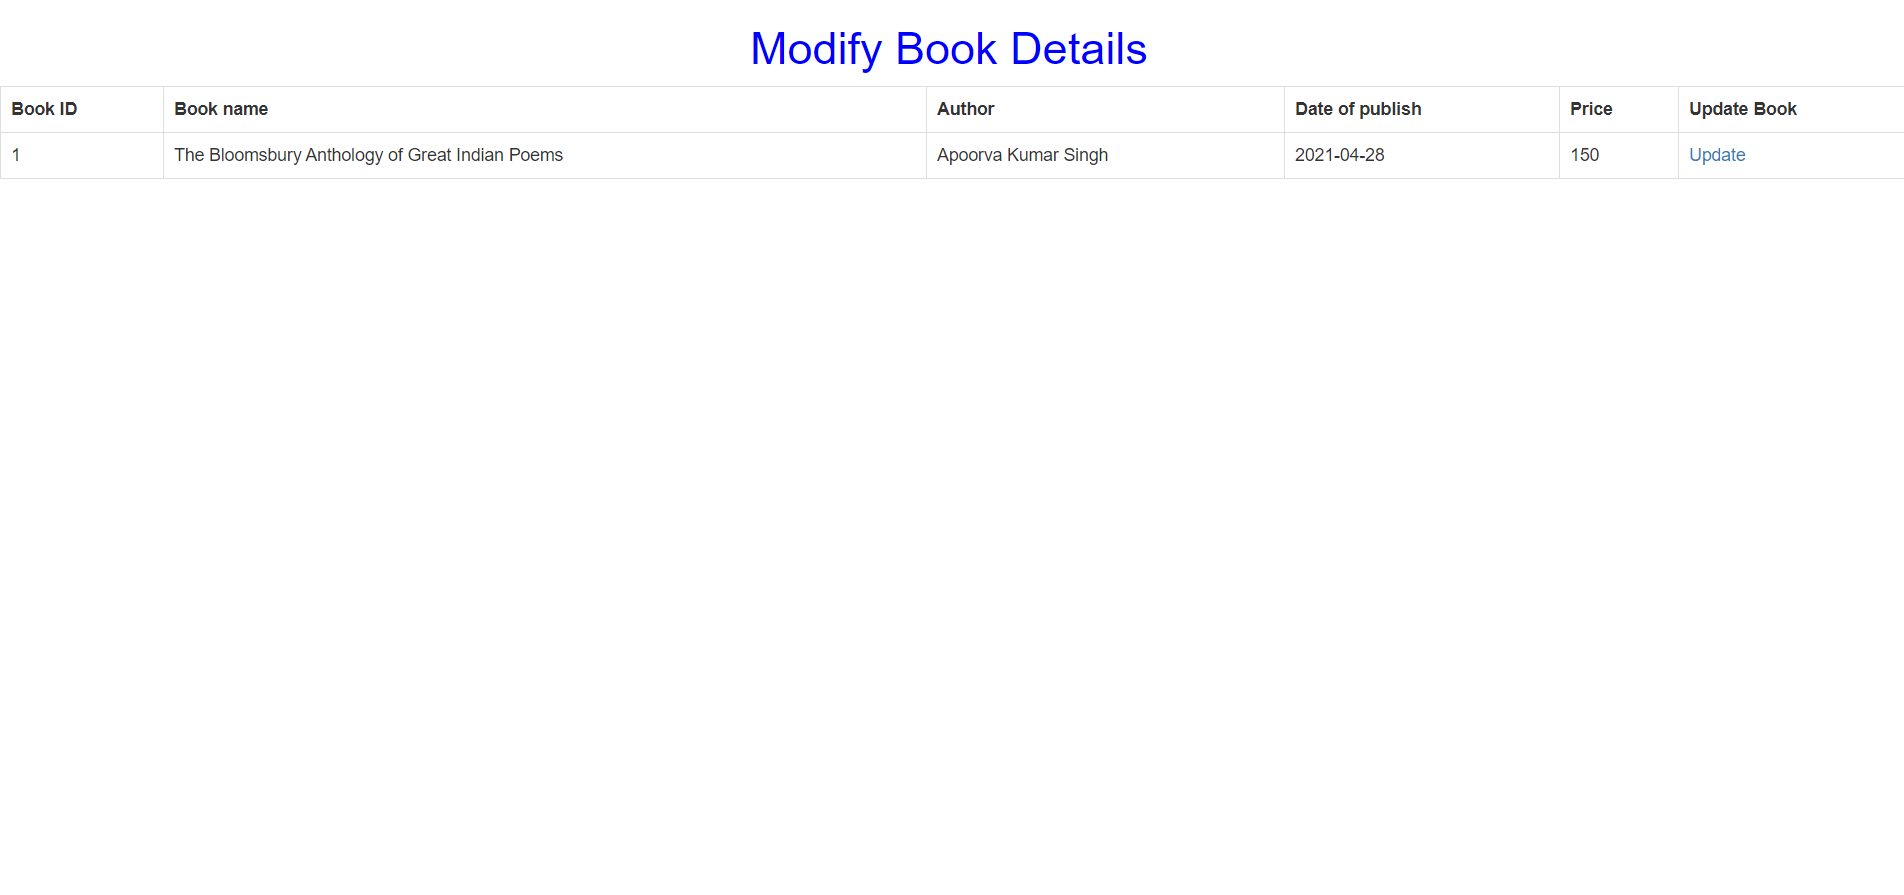 Modify Book Details
Book ID Book name Author Date of publish Price Update Book
1 The Bloomsbury Anthology of Great Indian Poems Apoorva Kumar Singh 2021-04-28 150 Update